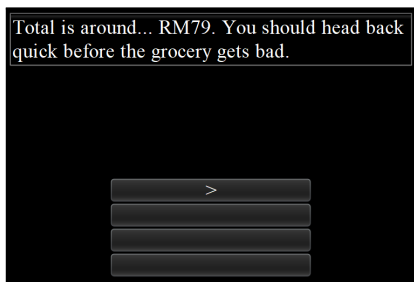 Total is around... RM79. You should head back
quick before the grocery gets bad.
>